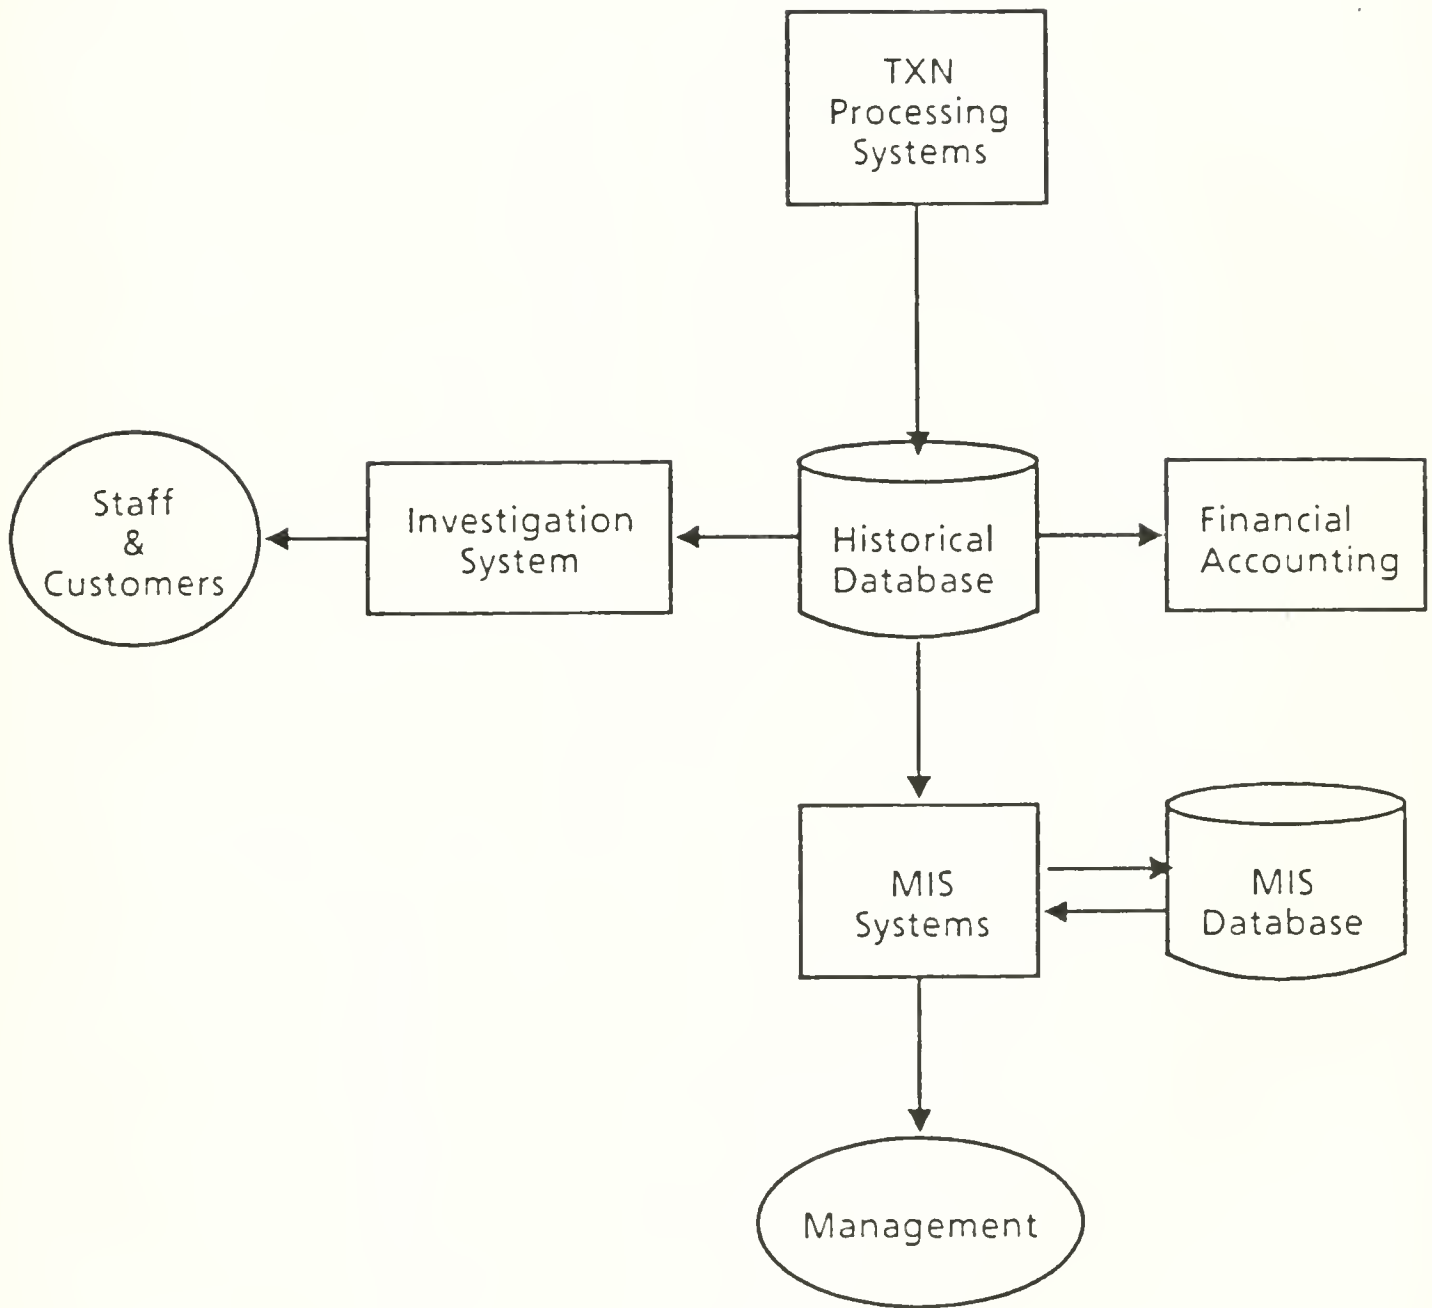 TXN
Processing
Systems
Staff
&
Customers
Investigation
System
Historical
Database
Financial
Accounting
MIS
Systems
MIS
Database
Management